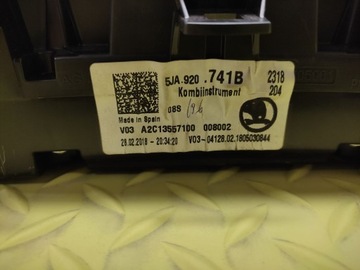 5JA.920 .741B 2318
Kombiinstrument 204
08S
Made in Spain
V03 A2C13557100 008002
28.02.2018 - 20:34:20 V03-04128.02.1805030844